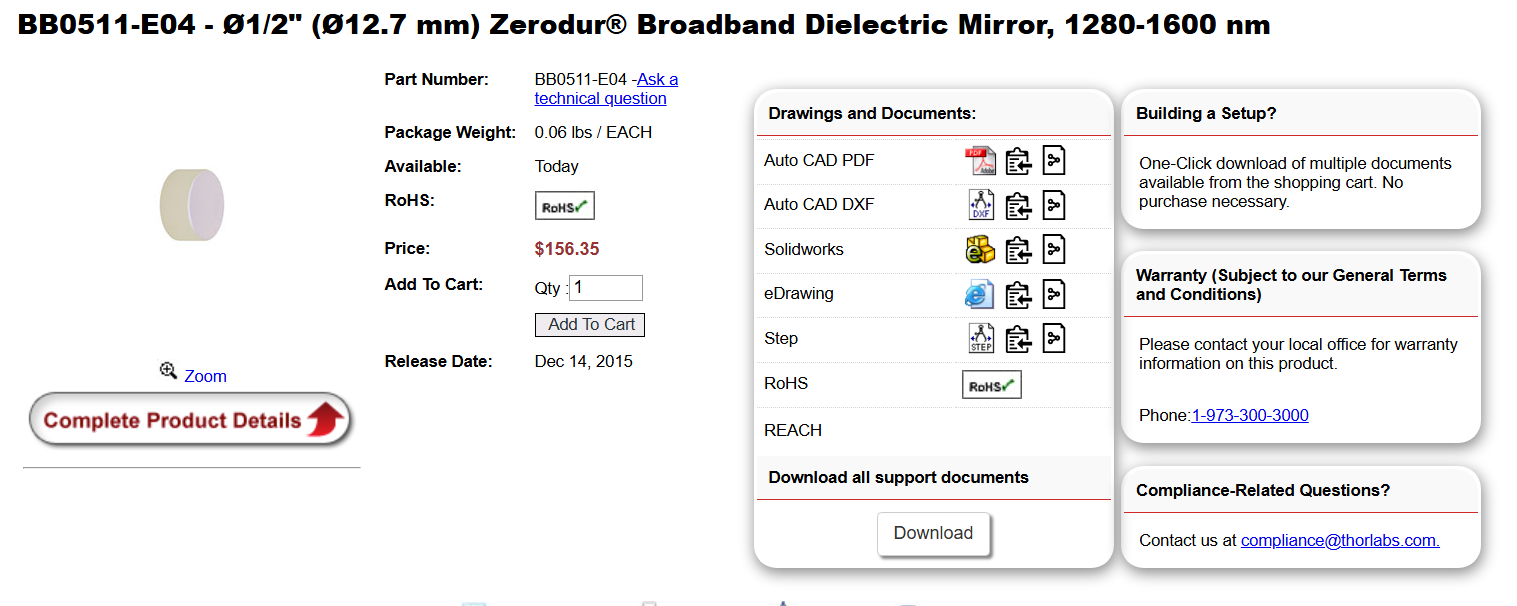 BB0511-E04 - Ø1/2" (Ø12.7 mm) Zerodur® Broadband Dielectric Mirror, 1280-1600 nm
Zoom
Complete Product Details
Part Number: BB0511-E04 -Ask a
technical question
Package Weight: 0.06 lbs / EACH
Available: Today
RoHS: RoHS
Price: $156.35
Add To Cart: Qty : 1
Add To Cart
Release Date: Dec 14, 2015
Drawings and Documents:
Auto CAD PDF PDF Adobe
Auto CAD DXF DXF
Solidworks
eDrawing
Step STEP
RoHS RoHS
REACH
Download all support documents
Download
Building a Setup?
One-Click download of multiple documents
available from the shopping cart. No
purchase necessary.
Warranty (Subject to our General Terms
and Conditions)
Please contact your local office for warranty
information on this product.
Phone:1-973-300-3000
Compliance-Related Questions?
Contact us at compliance@thorlabs.com.